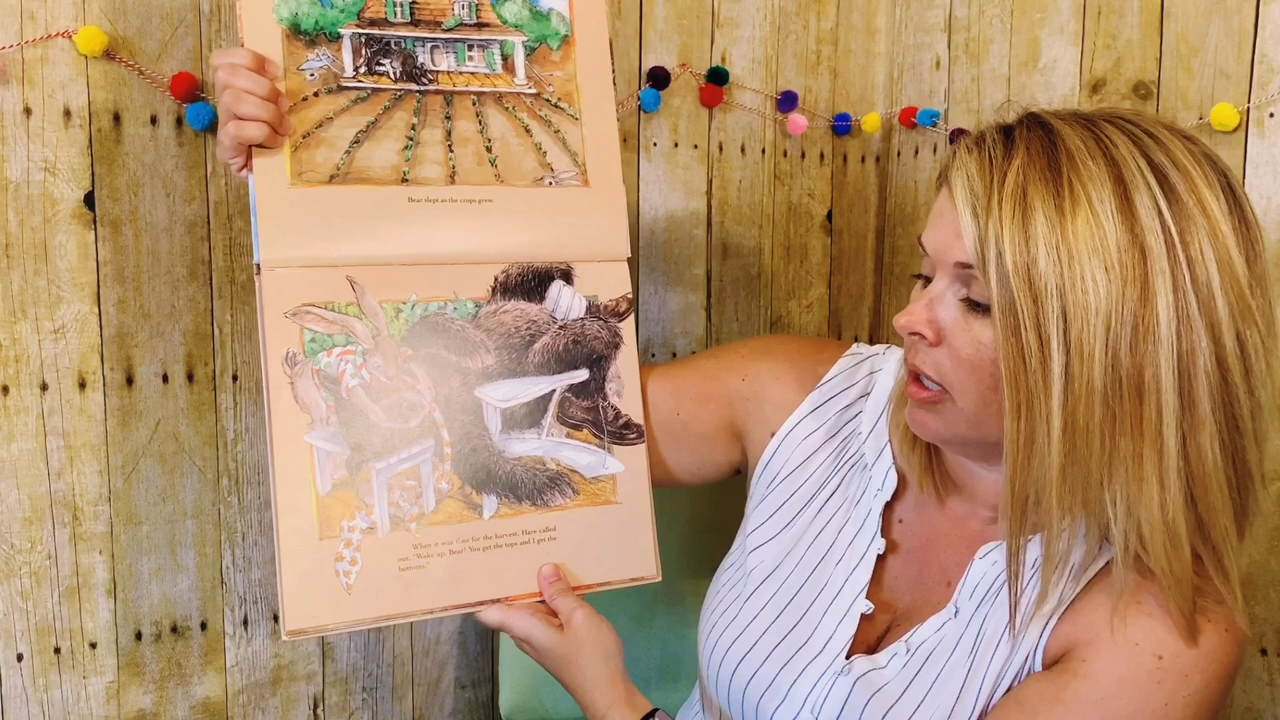 Bear slept as the crops grew.
When it was time for the harvest, Hare called
out, "Wake up, Bear! You get the tops and I get the
bottoms."